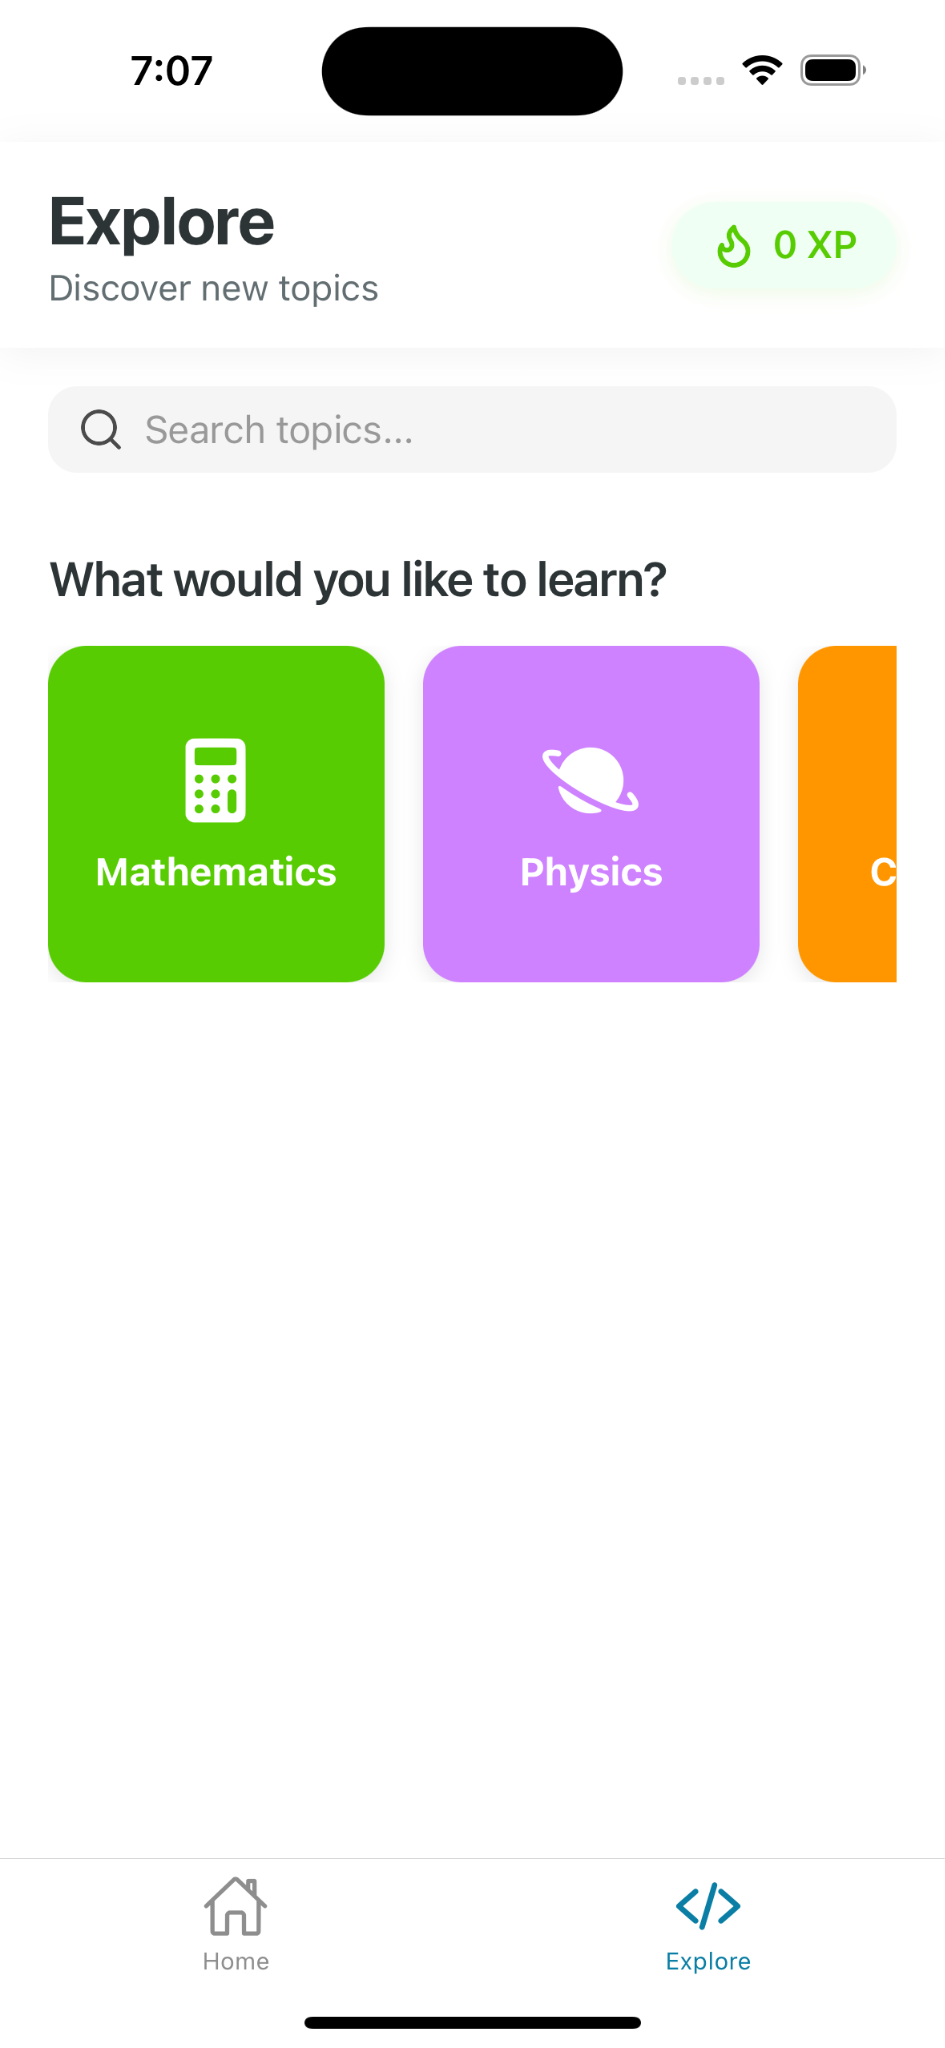 7:07
Explore
Discover new topics
0 XP
Search topics...
What would you like to learn?
Mathematics
Physics
C
Home
Explore